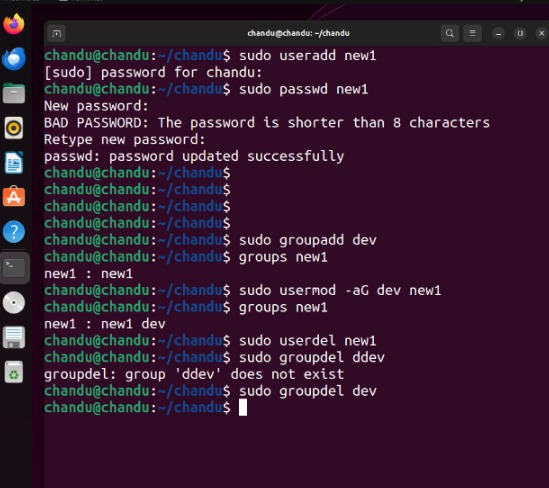 chandu@chandu: ~/chandu
chandu@chandu:~/chandu$ sudo useradd new1
[sudo] password for chandu:
chandu@chandu:~/chandu$ sudo passwd new1
New password:
BAD PASSWORD: The password is shorter than 8 characters
Retype new password:
passwd: password updated successfully
chandu@chandu:~/chandu$
chandu@chandu:~/chandu$
chandu@chandu:~/chandu$
chandu@chandu:~/chandu$
chandu@chandu:~/chandu$ sudo groupadd dev
chandu@chandu:~/chandu$ groups new1
new1 : new1
chandu@chandu:~/chandu$ sudo usermod -aG dev new1
chandu@chandu:~/chandu$ groups new1
new1 : new1 dev
chandu@chandu:~/chandu$ sudo userdel new1
chandu@chandu:~/chandu$ sudo groupdel ddev
groupdel: group 'ddev' does not exist
chandu@chandu:~/chandu$ sudo groupdel dev
chandu@chandu:~/chandu$